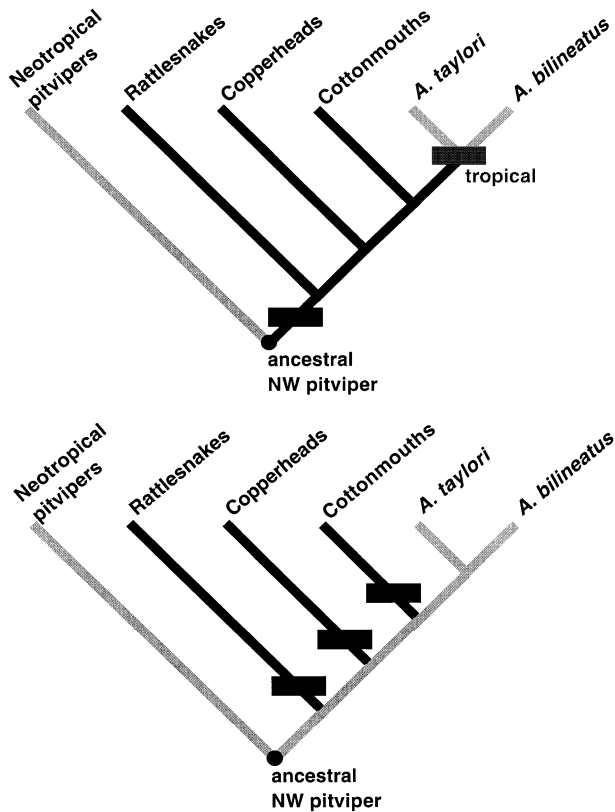 Neotropical
pitvipers
Rattlesnakes
Copperheads
Cottonmouths
A. taylori
A. bilineatus
tropical
ancestral
NW pitviper
Neotropical
pitvipers
Rattlesnakes
Copperheads
Cottonmouths
A. taylori
A. bilineatus
ancestral
NW pitviper